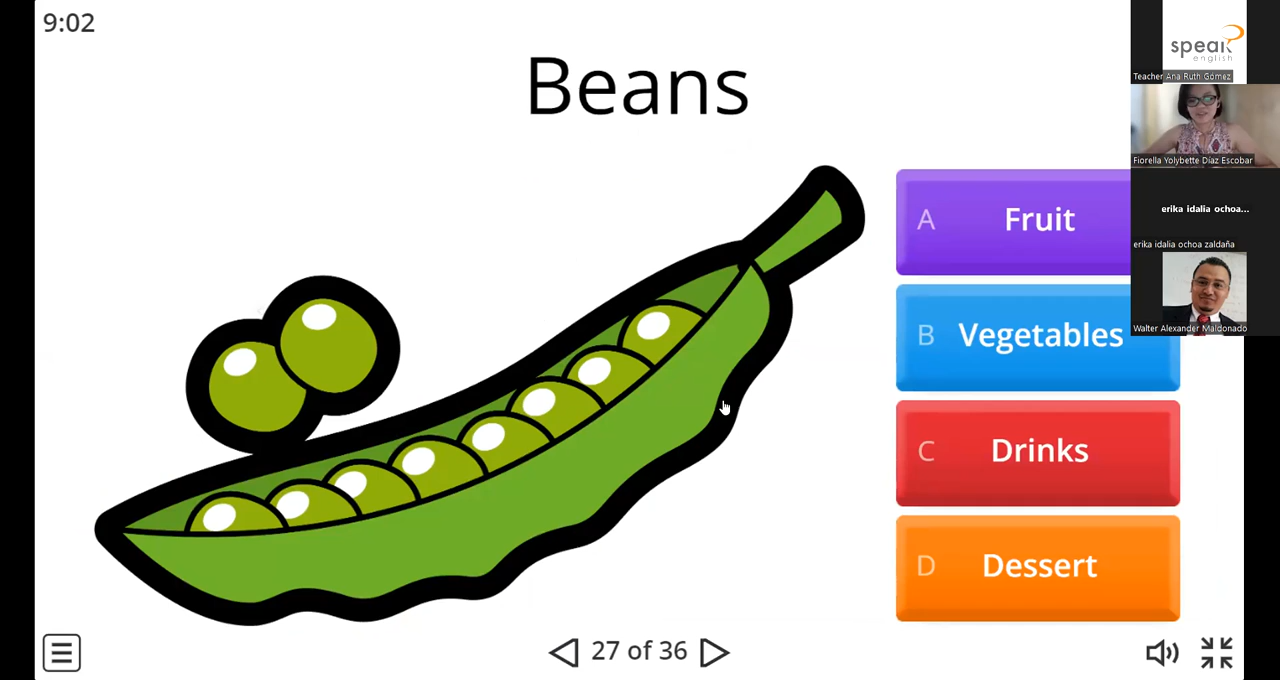 9:02
Beans
A Fruit
B Vegetables
C Drinks
D Dessert
27 of 36
speak
english
Teacher Ana Ruth Gómez
Fiorella Yolybette Díaz Escobar
erika idalia ochoa...
erika idalia ochoa zaldaña
Walter Alexander Maldonado